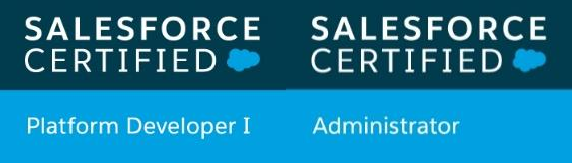 SALESFORCE
CERTIFIED
Platform Developer I
SALESFORCE
CERTIFIED
Administrator